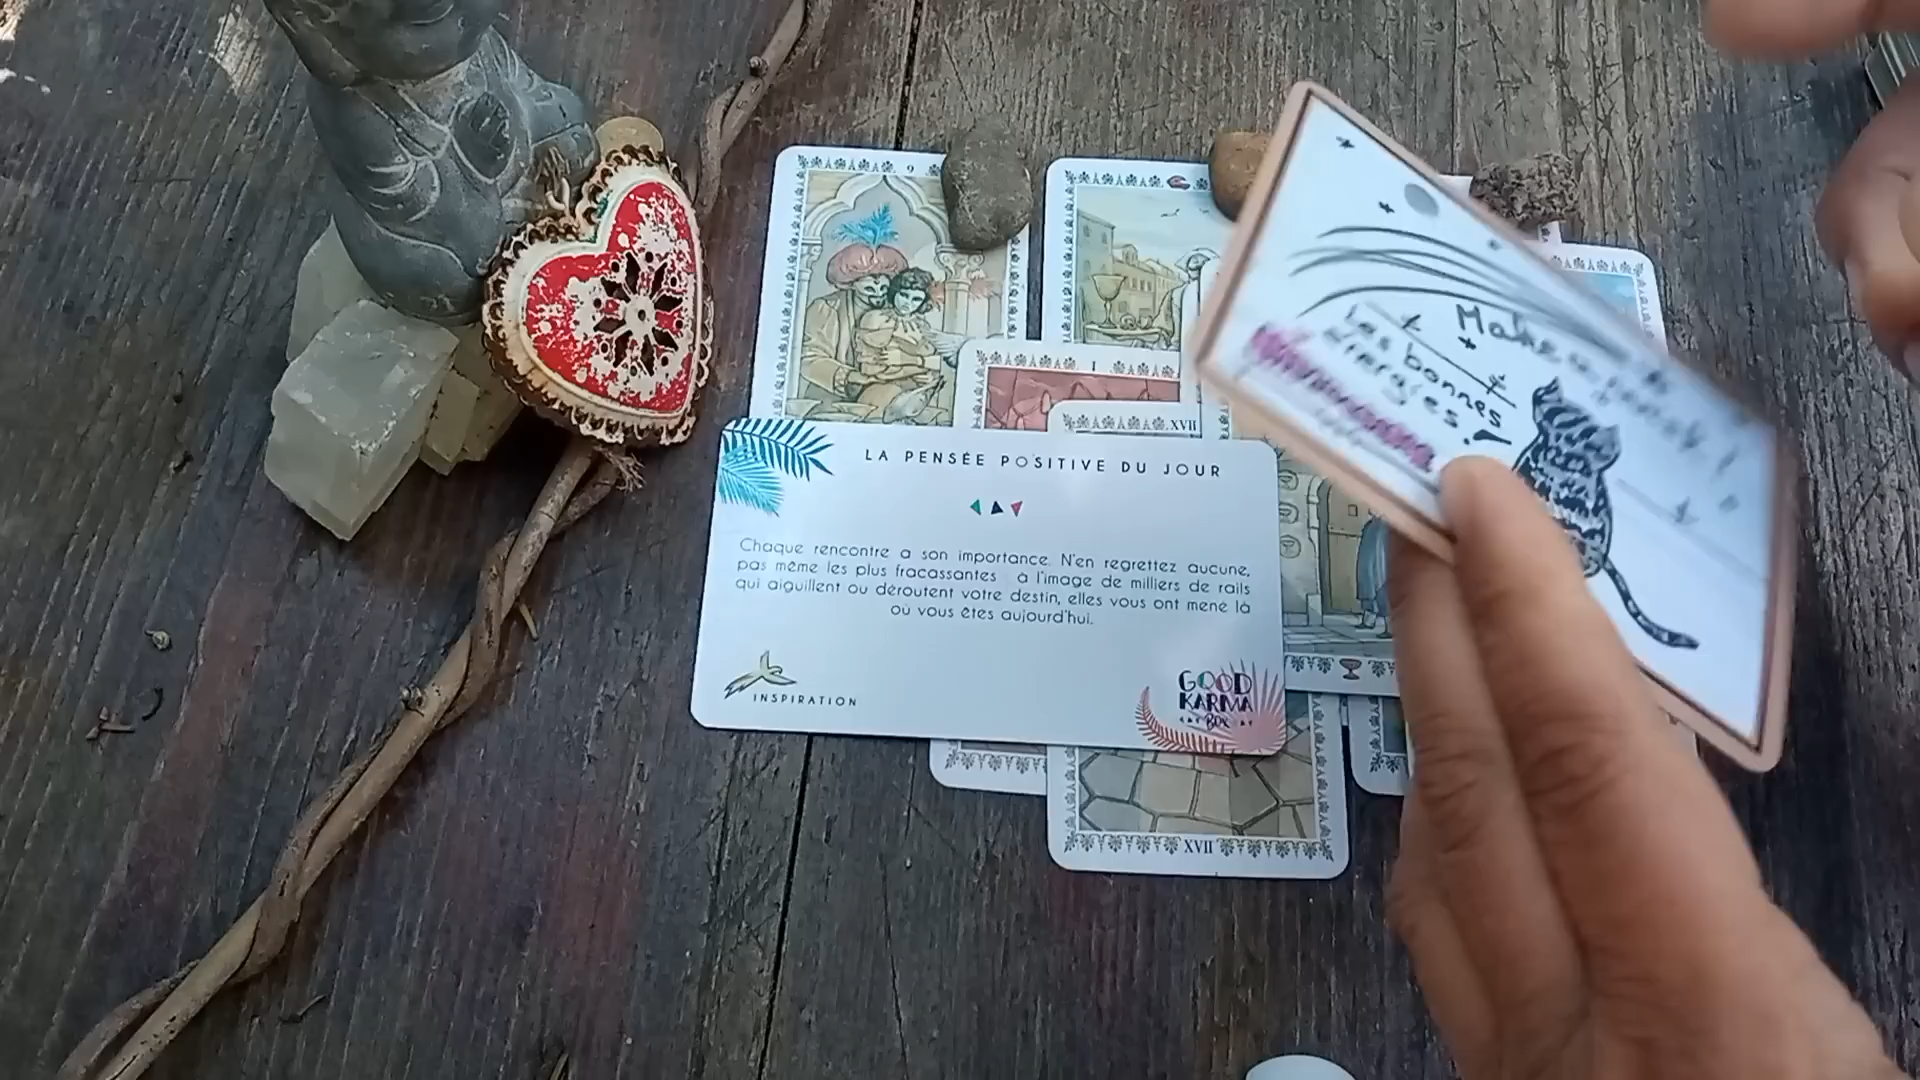 9
I
XVII
LA PENSÉE POSITIVE DU JOUR
Chaque rencontre a son importance. N'en regrettez aucune,
pas même les plus fracassantes à l'image de milliers de rails
qui aiguillent ou déroutent votre destin, elles vous ont mené là
où vous êtes aujourd'hui.
INSPIRATION
GOOD
KARMA
BOX
XVII
Make
Les bonnes
!